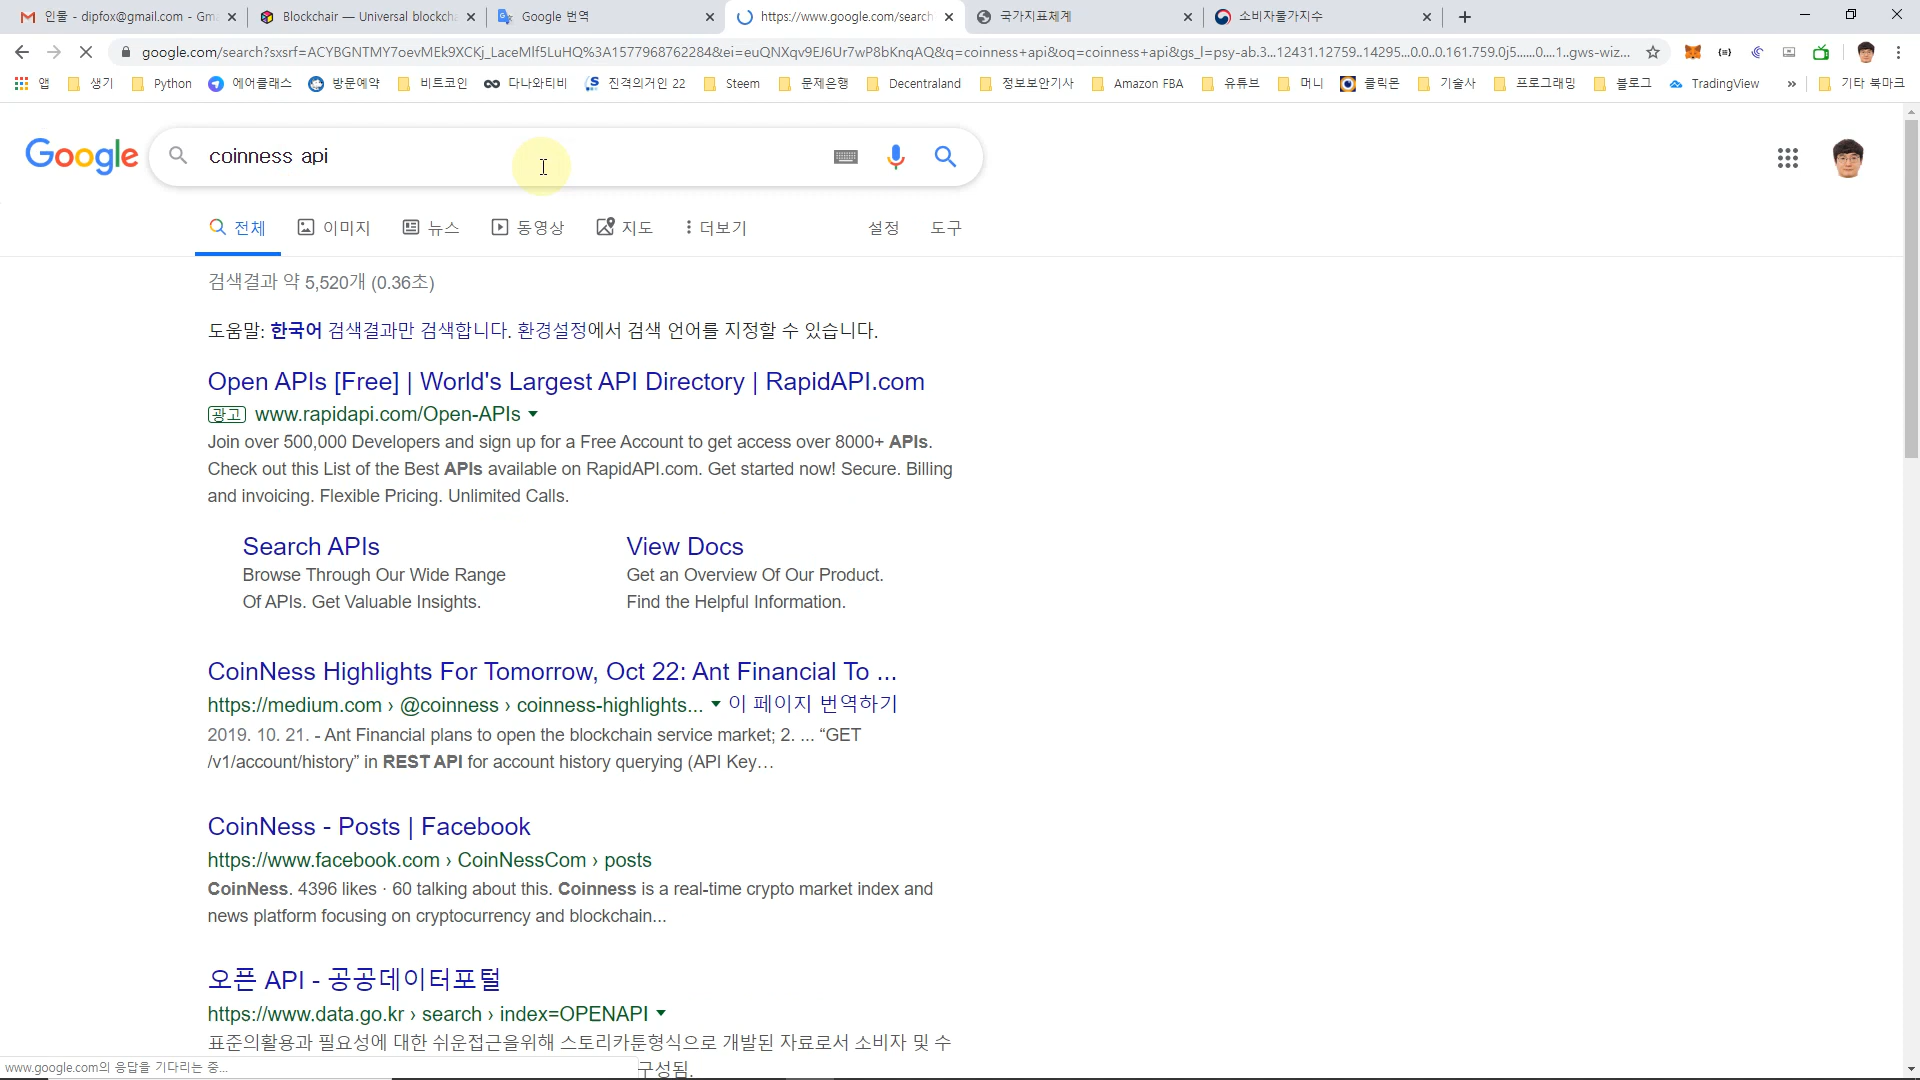 인물 - dipfox@gmail.com - Gm
Blockchair — Universal blockcha
Google 번역
https://www.google.com/search
국가지표체계
소비자물가지수
google.com/search?sxsrf=ACYBGNTMY7oevMEk9XCKj_LaceMlf5LuHQ%3A1577968762284&ei=euQNXqv9EJ6Ur7wP8bKnqAQ&q=coinness+api&oq=coinness+api&gs_l=psy-ab.3...12431.12759..14295...0.0..0.161.759.0j5......0....1..gws-wiz...
앱 생기 Python 에어클래스 방문예약 비트코인 다나와티비 진격의거인 22 Steem 문제은행 Decentraland 정보보안기사 Amazon FBA 유튜브 머니 클릭몬 기술사 프로그래밍 블로그 TradingView » 기타 북마크
Google
coinness api
전체 이미지 뉴스 동영상 지도 더보기 설정 도구
검색결과 약 5,520개 (0.36초)
도움말: 한국어 검색결과만 검색합니다. 환경설정에서 검색 언어를 지정할 수 있습니다.
Open APIs [Free] | World's Largest API Directory | RapidAPI.com
광고 www.rapidapi.com/Open-APIs
Join over 500,000 Developers and sign up for a Free Account to get access over 8000+ APIs.
Check out this List of the Best APIs available on RapidAPI.com. Get started now! Secure. Billing
and invoicing. Flexible Pricing. Unlimited Calls.
Search APIs
Browse Through Our Wide Range
Of APIs. Get Valuable Insights.
View Docs
Get an Overview Of Our Product.
Find the Helpful Information.
CoinNess Highlights For Tomorrow, Oct 22: Ant Financial To ...
https://medium.com › @coinness › coinness-highlights... 이 페이지 번역하기
2019. 10. 21. - Ant Financial plans to open the blockchain service market; 2. ... “GET
/v1/account/history” in REST API for account history querying (API Key…
CoinNess - Posts | Facebook
https://www.facebook.com › CoinNessCom › posts
CoinNess. 4396 likes · 60 talking about this. Coinness is a real-time crypto market index and
news platform focusing on cryptocurrency and blockchain...
오픈 API - 공공데이터포털
https://www.data.go.kr › search › index=OPENAPI
표준의활용과 필요성에 대한 쉬운접근을위해 스토리카툰형식으로 개발된 자료로서 소비자 및 수
구성됨.
www.google.com의 응답을 기다리는 중...